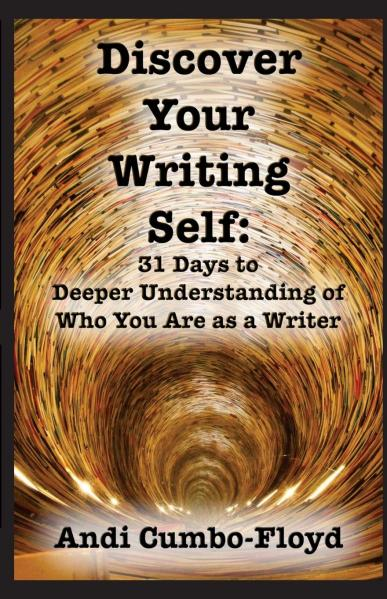 Discover
Your
Writing
Self:
31 Days to
Deeper Understanding of
Who You Are as a Writer
Andi Cumbo-Floyd